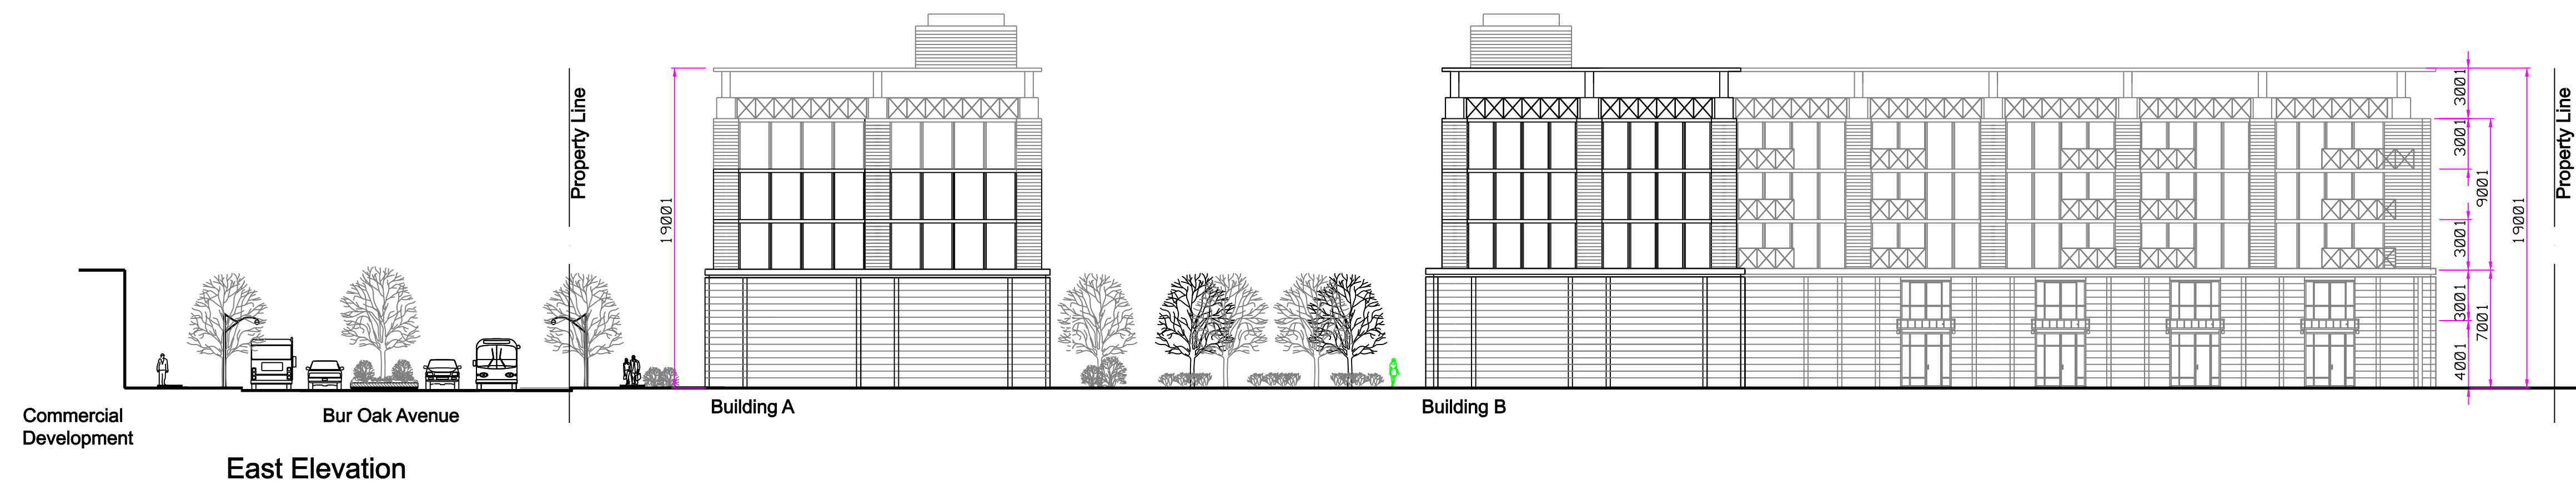 Property Line
19001
3001
3001
3001
3001
4001
9001
7001
19001
Property Line
Commercial
Development
Bur Oak Avenue
Building A
Building B
East Elevation